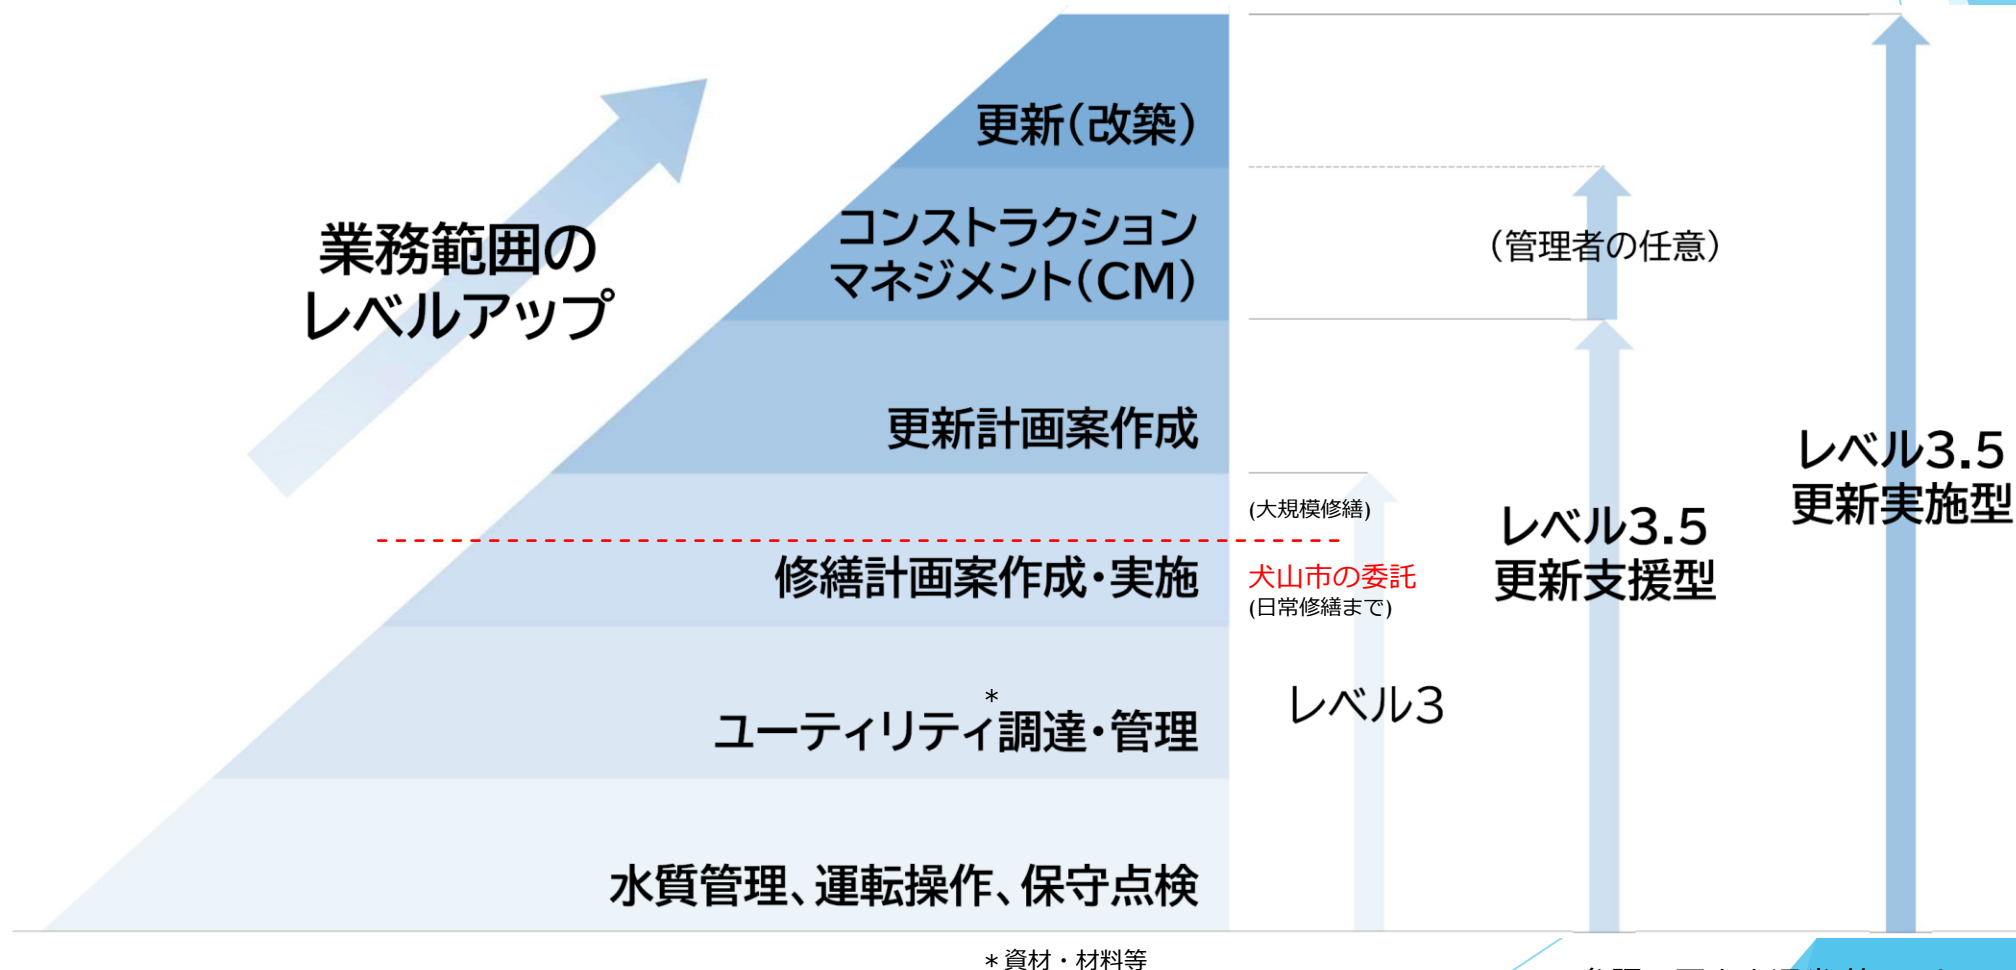 更新(改築)
コンストラクション
マネジメント(CM)
(管理者の任意)
業務範囲の
レベルアップ
更新計画案作成
レベル3.5
更新実施型
(大規模修繕)
レベル3.5
更新支援型
修繕計画案作成・実施
犬山市の委託
(日常修繕まで)
＊
ユーティリティ調達・管理
レベル3
水質管理、運転操作、保守点検
＊資材・材料等